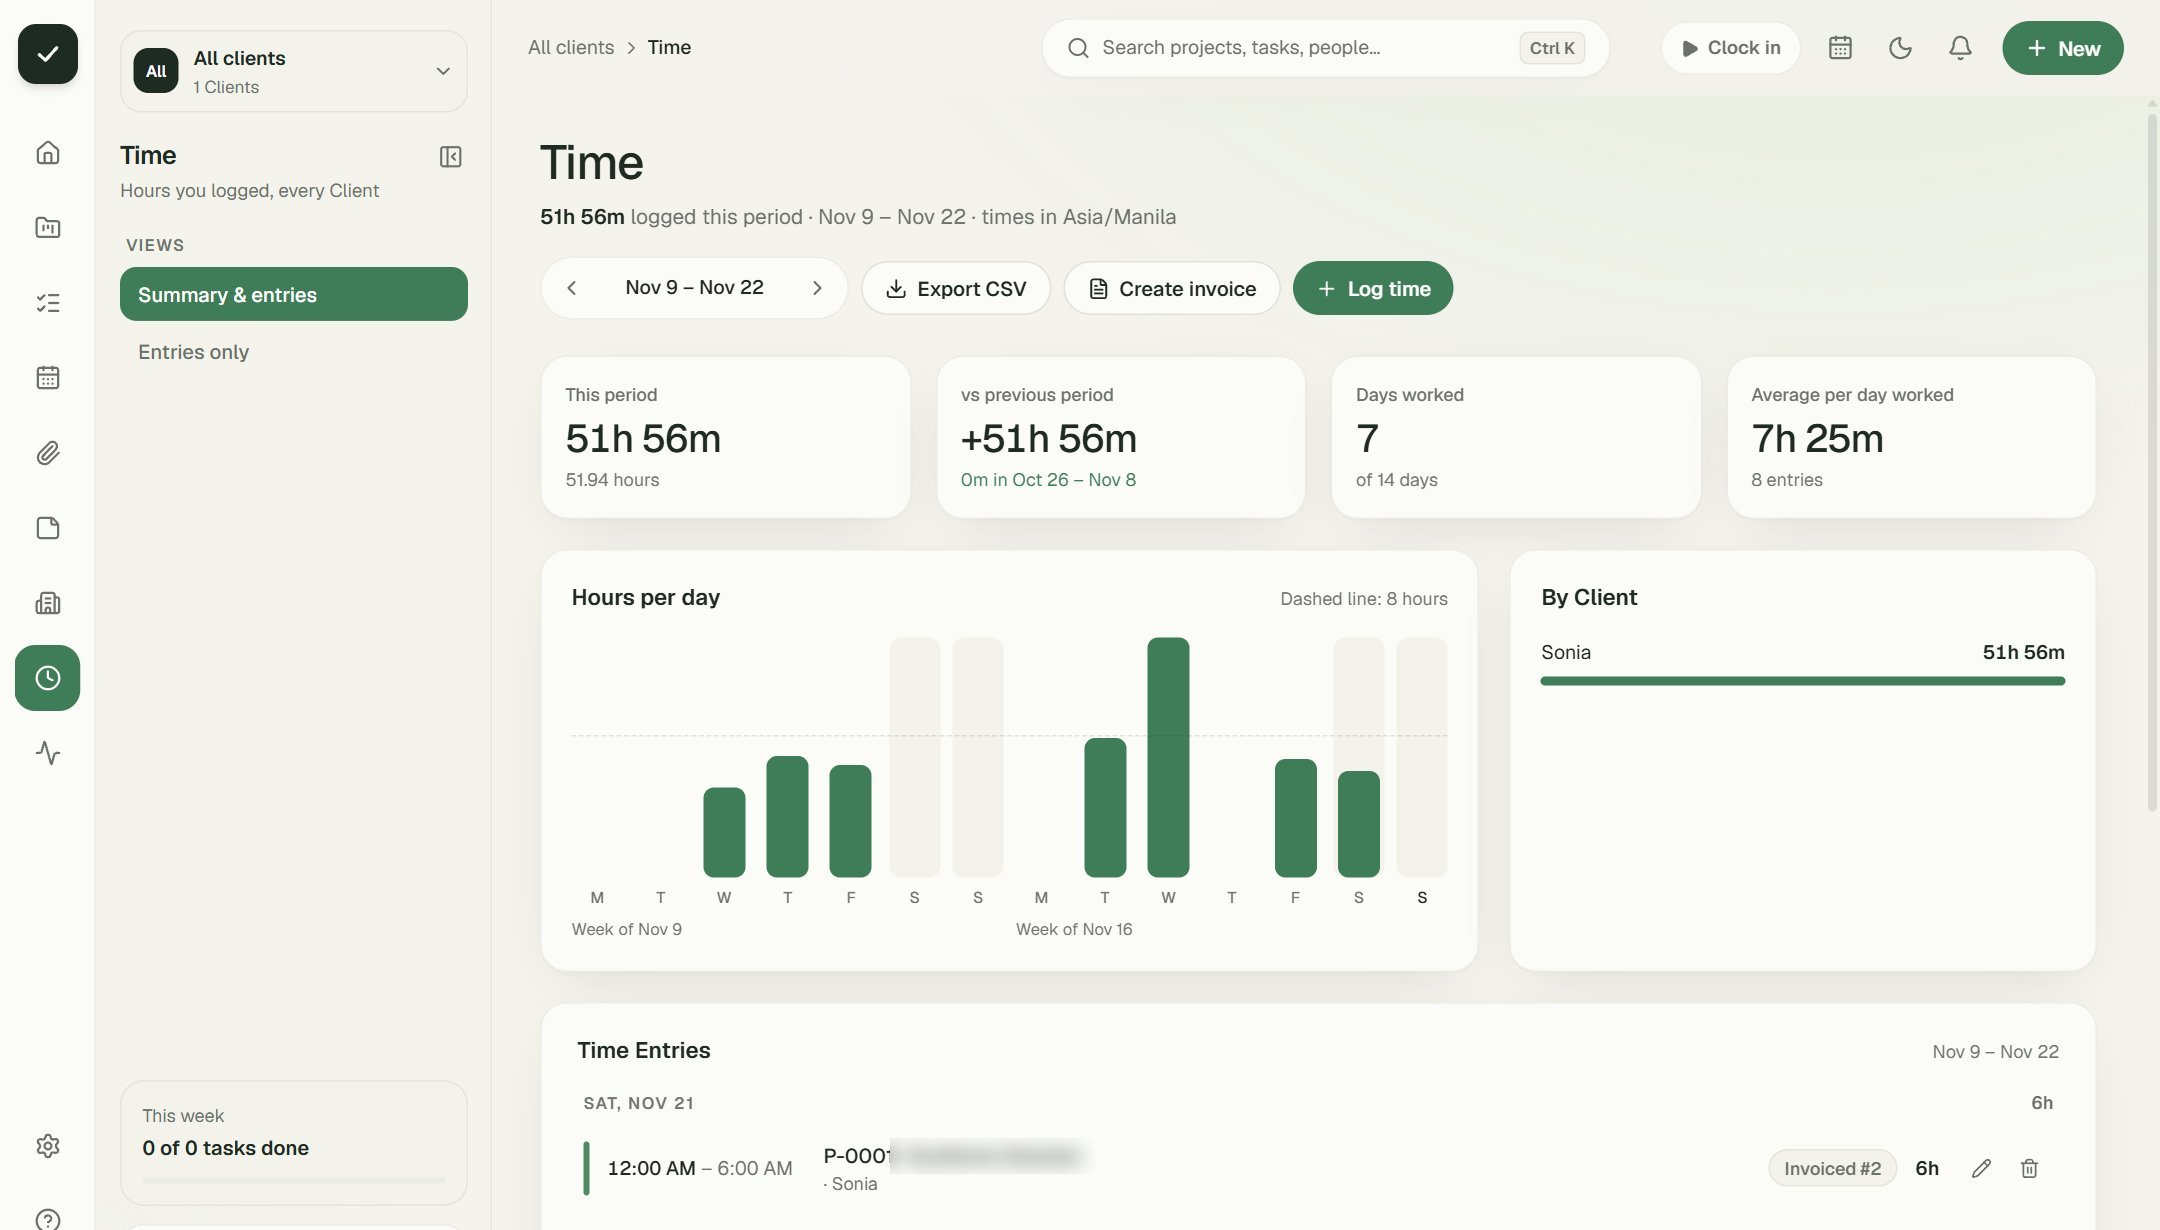 All clients > Time
Search projects, tasks, people...
Ctrl K
Clock in
New
All
All clients
1 Clients
Time
Hours you logged, every Client
VIEWS
Summary & entries
Entries only
This week
0 of 0 tasks done
Time
51h 56m logged this period · Nov 9 – Nov 22 · times in Asia/Manila
Nov 9 – Nov 22
Export CSV
Create invoice
Log time
This period
51h 56m
51.94 hours
vs previous period
+51h 56m
0m in Oct 26 – Nov 8
Days worked
7
of 14 days
Average per day worked
7h 25m
8 entries
Hours per day
Dashed line: 8 hours
M T W T F S S M T W T F S S
Week of Nov 9
Week of Nov 16
By Client
Sonia 51h 56m
Time Entries
Nov 9 – Nov 22
SAT, NOV 21
6h
12:00 AM – 6:00 AM
P-0001
· Sonia
Invoiced #2
6h